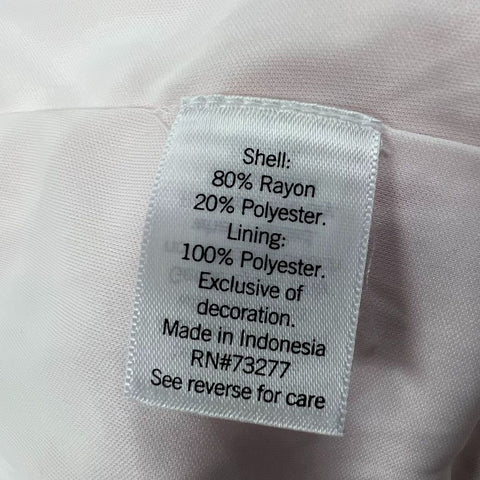 Shell:
80% Rayon
20% Polyester.
Lining:
100% Polyester.
Exclusive of
decoration.
Made in Indonesia
RN#73277
See reverse for care